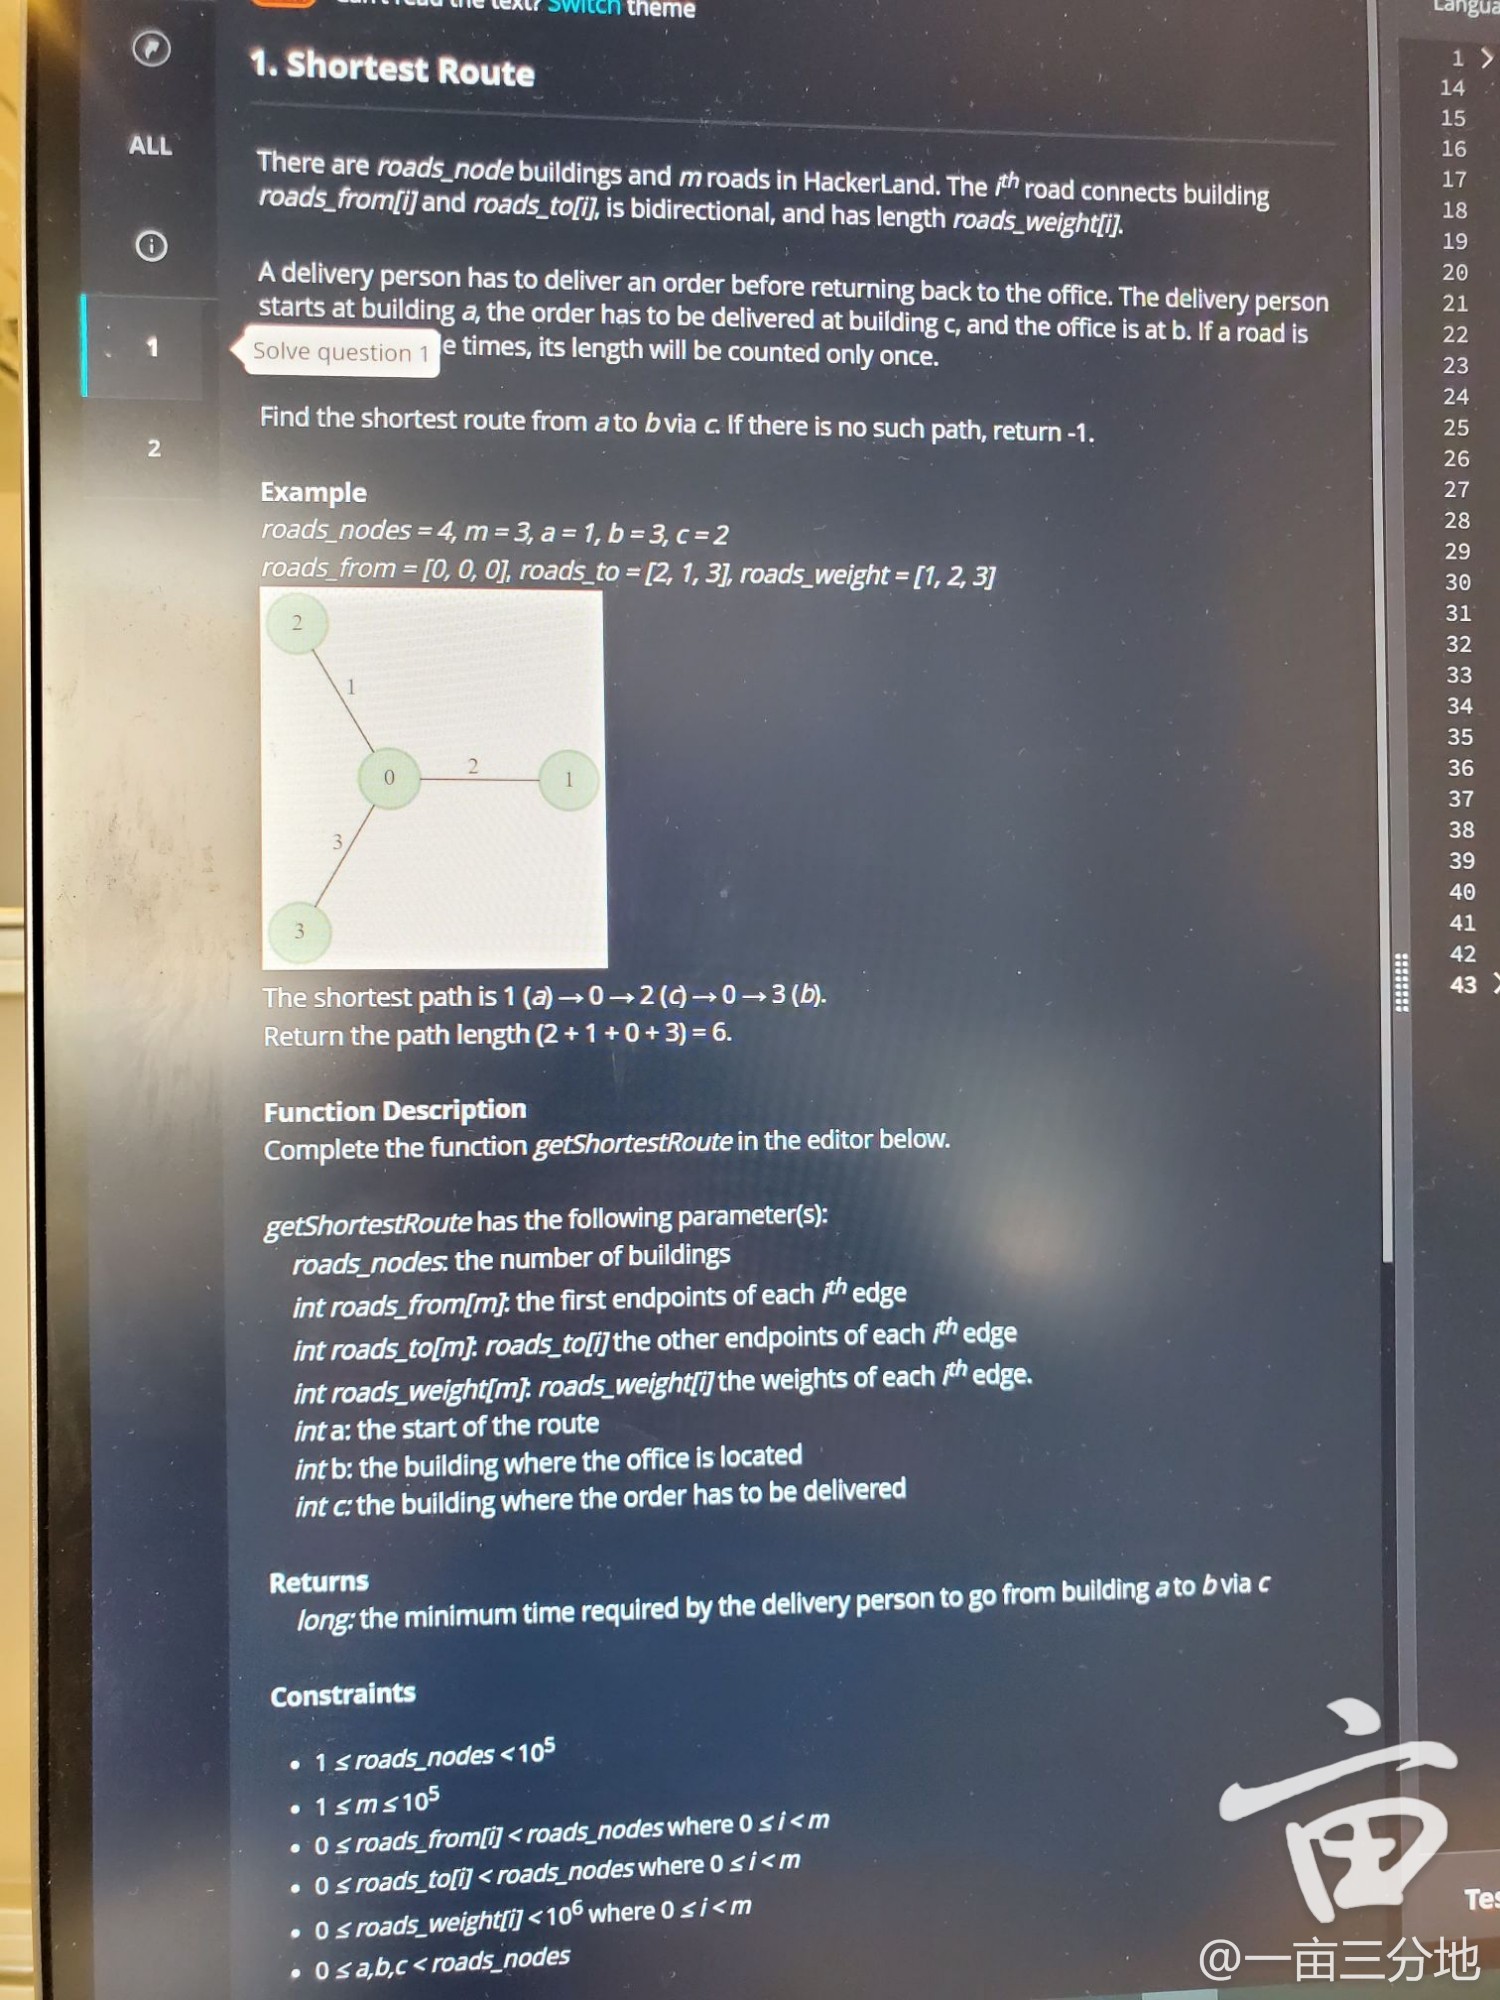 Can't read the text? Switch theme
Langua
1. Shortest Route
ALL
1
2
There are roads_node buildings and m roads in HackerLand. The ith road connects building
roads_from[i] and roads_to[i], is bidirectional, and has length roads_weight[i].
A delivery person has to deliver an order before returning back to the office. The delivery person
starts at building a, the order has to be delivered at building c, and the office is at b. If a road is
Solve question 1
e times, its length will be counted only once.
Find the shortest route from a to b via c. If there is no such path, return -1.
Example
roads_nodes = 4, m = 3, a = 1, b = 3, c = 2
roads_from = [0, 0, 0], roads_to = [2, 1, 3], roads_weight = [1, 2, 3]
2
1
0
2
1
3
3
The shortest path is 1 (a) → 0 → 2 (c) → 0 → 3 (b).
Return the path length (2 + 1 + 0 + 3) = 6.
Function Description
Complete the function getShortestRoute in the editor below.
getShortestRoute has the following parameter(s):
roads_nodes: the number of buildings
int roads_from[m]: the first endpoints of each ith edge
int roads_to[m]: roads_to[i] the other endpoints of each ith edge
int roads_weight[m]: roads_weight[i] the weights of each ith edge.
int a: the start of the route
int b: the building where the office is located
int c: the building where the order has to be delivered
Returns
long: the minimum time required by the delivery person to go from building a to b via c
Constraints
• 1 ≤ roads_nodes < 10^5
• 1 ≤ m ≤ 10^5
• 0 ≤ roads_from[i] < roads_nodes where 0 ≤ i < m
• 0 ≤ roads_to[i] < roads_nodes where 0 ≤ i < m
• 0 ≤ roads_weight[i] < 10^6 where 0 ≤ i < m
• 0 ≤ a,b,c < roads_nodes
1
14
15
16
17
18
19
20
21
22
23
24
25
26
27
28
29
30
31
32
33
34
35
36
37
38
39
40
41
42
43
Tes
亩
@一亩三分地